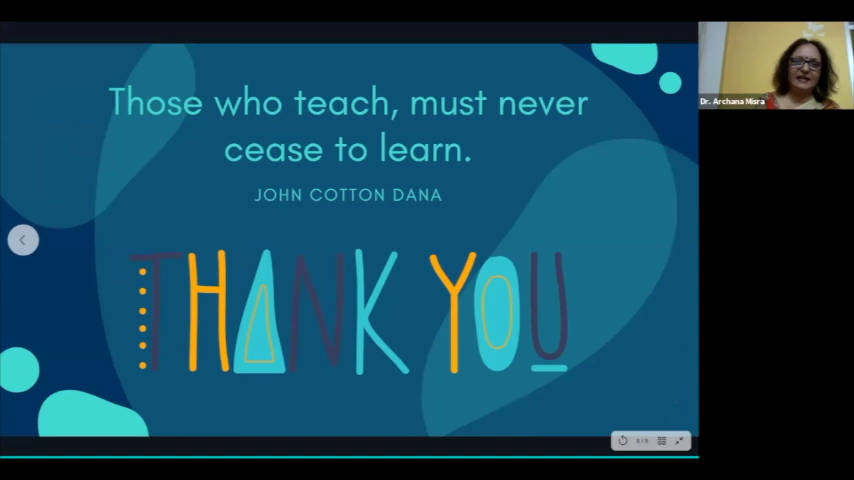 Those who teach, must never
cease to learn.
JOHN COTTON DANA
THANK YOU
Dr. Archana Misra